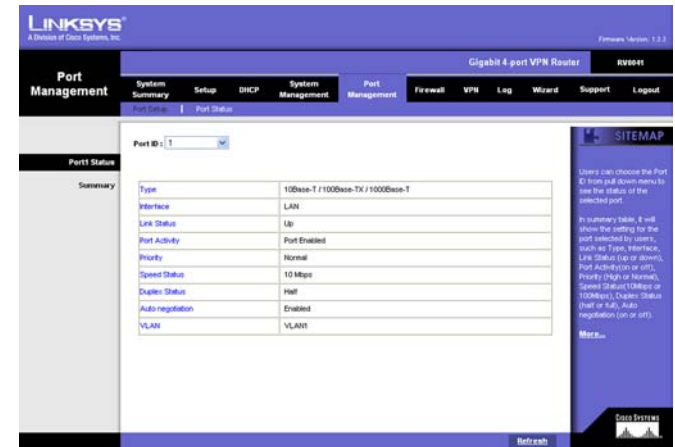 LINKSYS®
A Division of Cisco Systems, Inc.
Firmware Version: 1.3.3
Gigabit 4-port VPN Router
RV0041
Port Management
System Summary
Setup
DHCP
System Management
Port Management
Firewall
VPN
Log
Wizard
Support
Logout
Port Setup | Port Status
Port1 Status
Summary
Port ID : 1
Type 10Base-T / 100Base-TX / 1000Base-T
Interface LAN
Link Status Up
Port Activity Port Enabled
Priority Normal
Speed Status 10 Mbps
Duplex Status Half
Auto negotiation Enabled
VLAN VLAN1
SITEMAP
Users can choose the Port
ID from pull down menu to
see the status of the
selected port.
In summary table, it will
show the setting for the
port selected by users,
such as Type, Interface,
Link Status (up or down),
Port Activity(on or off),
Priority (High or Normal),
Speed Status(10Mbps or
100Mbps), Duplex Status
(half or full), Auto
negotiation (on or off).
More...
Refresh
CISCO SYSTEMS